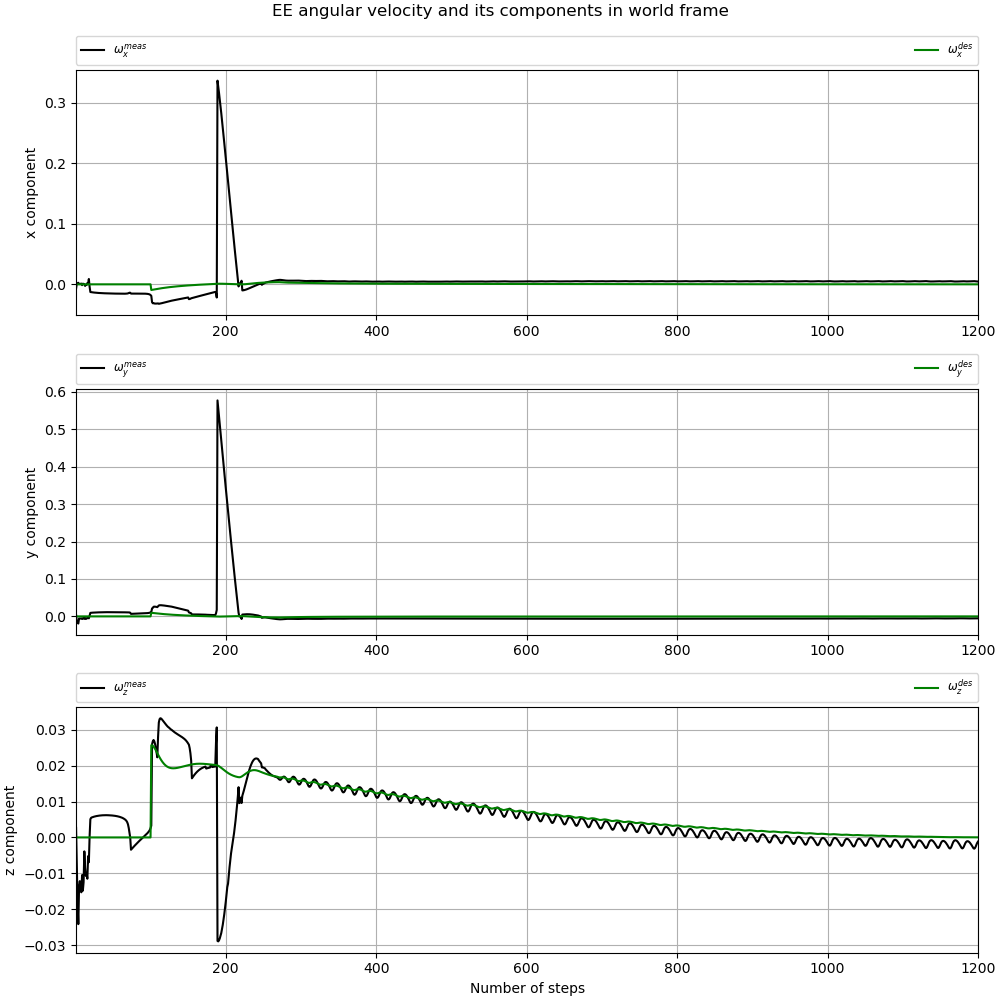 EE angular velocity and its components in world frame
ω_x^meas ω_x^des
0.3
0.2
0.1
0.0
x component
200 400 600 800 1000 1200
ω_y^meas ω_y^des
0.6
0.5
0.4
0.3
0.2
0.1
0.0
y component
200 400 600 800 1000 1200
ω_z^meas ω_z^des
0.03
0.02
0.01
0.00
−0.01
−0.02
−0.03
z component
200 400 600 800 1000 1200
Number of steps